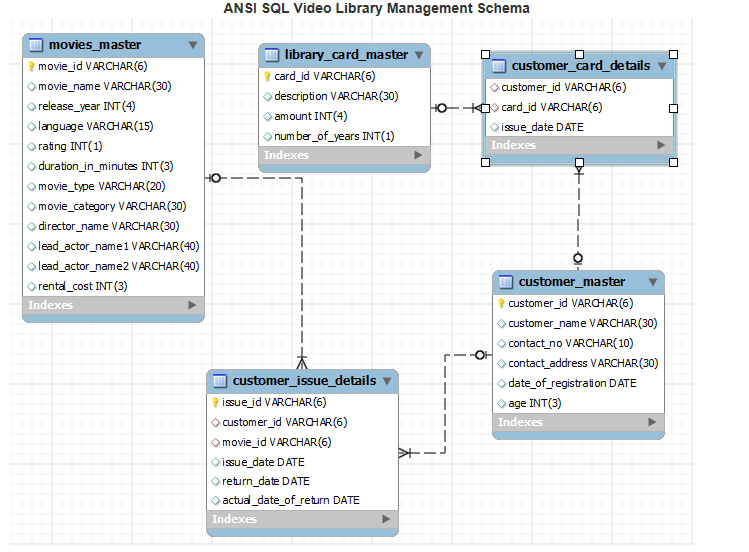 ANSI SQL Video Library Management Schema
movies_master
movie_id VARCHAR(6)
movie_name VARCHAR(30)
release_year INT(4)
language VARCHAR(15)
rating INT(1)
duration_in_minutes INT(3)
movie_type VARCHAR(20)
movie_category VARCHAR(30)
director_name VARCHAR(30)
lead_actor_name1 VARCHAR(40)
lead_actor_name2 VARCHAR(40)
rental_cost INT(3)
Indexes
library_card_master
card_id VARCHAR(6)
description VARCHAR(30)
amount INT(4)
number_of_years INT(1)
Indexes
customer_card_details
customer_id VARCHAR(6)
card_id VARCHAR(6)
issue_date DATE
Indexes
customer_master
customer_id VARCHAR(6)
customer_name VARCHAR(30)
contact_no VARCHAR(10)
contact_address VARCHAR(30)
date_of_registration DATE
age INT(3)
Indexes
customer_issue_details
issue_id VARCHAR(6)
customer_id VARCHAR(6)
movie_id VARCHAR(6)
issue_date DATE
return_date DATE
actual_date_of_return DATE
Indexes